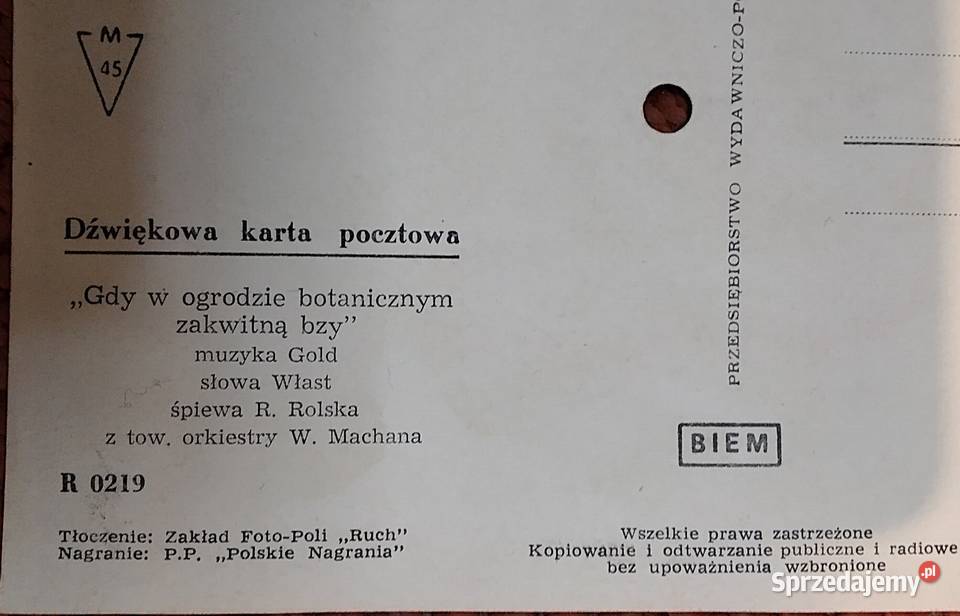 M
45
Dźwiękowa karta pocztowa
„Gdy w ogrodzie botanicznym
zakwitną bzy”
muzyka Gold
słowa Włast
śpiewa R. Rolska
z tow. orkiestry W. Machana
R 0219
Tłoczenie: Zakład Foto-Poli „Ruch”
Nagranie: P.P. „Polskie Nagrania”
PRZEDSIĘBIORSTWO WYDAWNICZO-P
BIEM
Wszelkie prawa zastrzeżone
Kopiowanie i odtwarzanie publiczne i radiowe
bez upoważnienia wzbronione
Sprzedajemy.pl